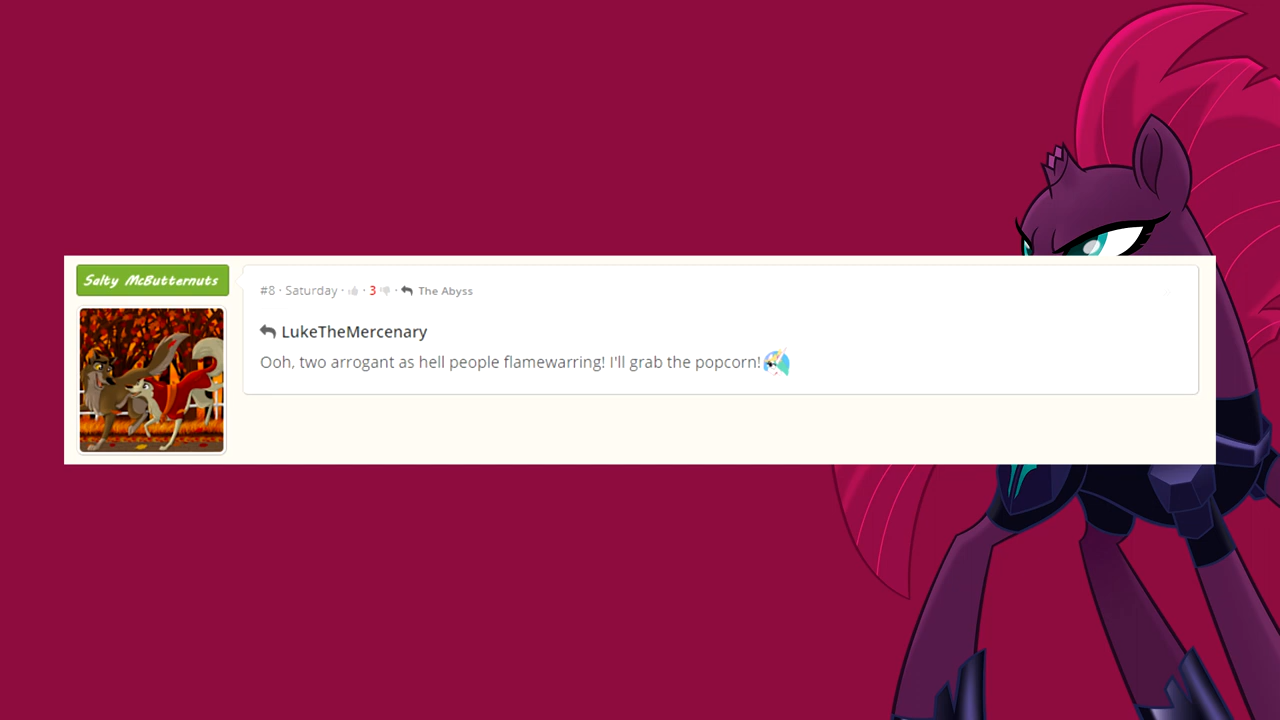 Salty McButternuts
#8 · Saturday · · 3 · The Abyss
LukeTheMercenary
Ooh, two arrogant as hell people flamewarring! I'll grab the popcorn!